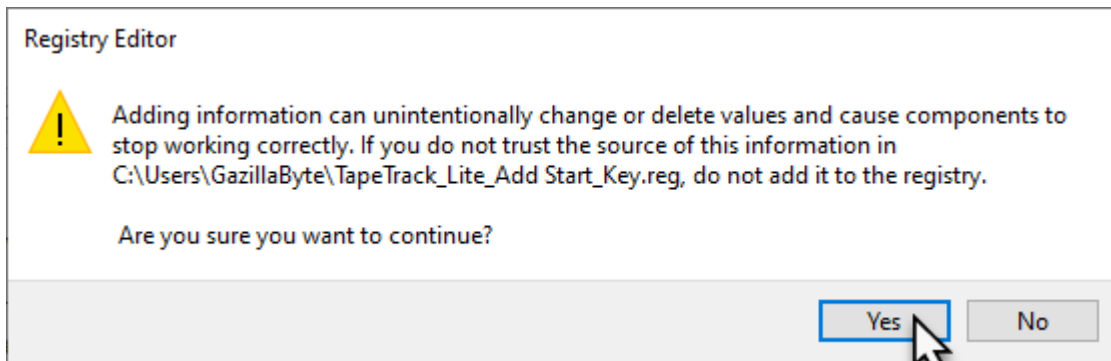 Registry Editor
Adding information can unintentionally change or delete values and cause components to
stop working correctly. If you do not trust the source of this information in
C:\Users\GazillaByte\TapeTrack_Lite_Add Start_Key.reg, do not add it to the registry.
Are you sure you want to continue?
Yes No